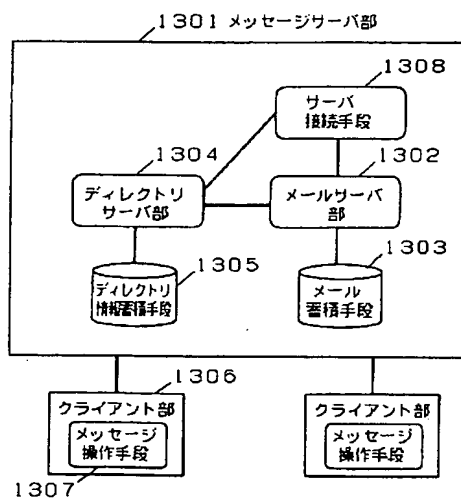 1301 メッセージサーバ部
1308
サーバ
接続手段
1304
1302
ディレクトリ
サーバ部
メールサーバ
部
1305
1303
ディレクトリ
情報蓄積手段
メール
蓄積手段
1306
クライアント部
メッセージ
操作手段
1307
クライアント部
メッセージ
操作手段